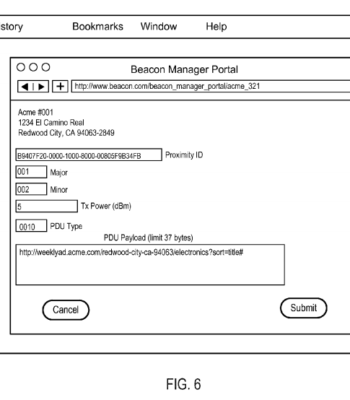 story Bookmarks Window Help
Beacon Manager Portal
http://www.beacon.com/beacon_manager_portal/acme_321
Acme #001
1234 El Camino Real
Redwood City, CA 94063-2849
B9407F20-0000-1000-8000-00805F9B34FB Proximity ID
001 Major
002 Minor
5 Tx Power (dBm)
0010 PDU Type
PDU Payload (limit 37 bytes)
http://weeklyad.acme.com/redwood-city-ca-94063/electronics?sort=title#
Cancel Submit
FIG. 6